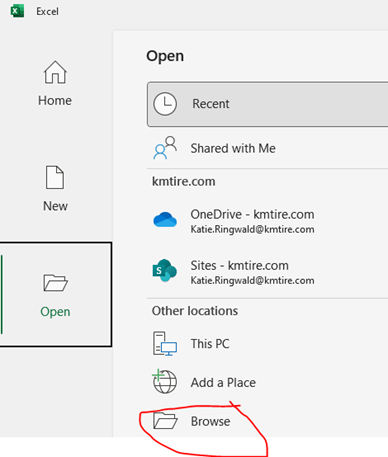 Excel
Home
New
Open
Open
Recent
Shared with Me
kmtire.com
OneDrive - kmtire.com
Katie.Ringwald@kmtire.com
Sites - kmtire.com
Katie.Ringwald@kmtire.com
Other locations
This PC
Add a Place
Browse